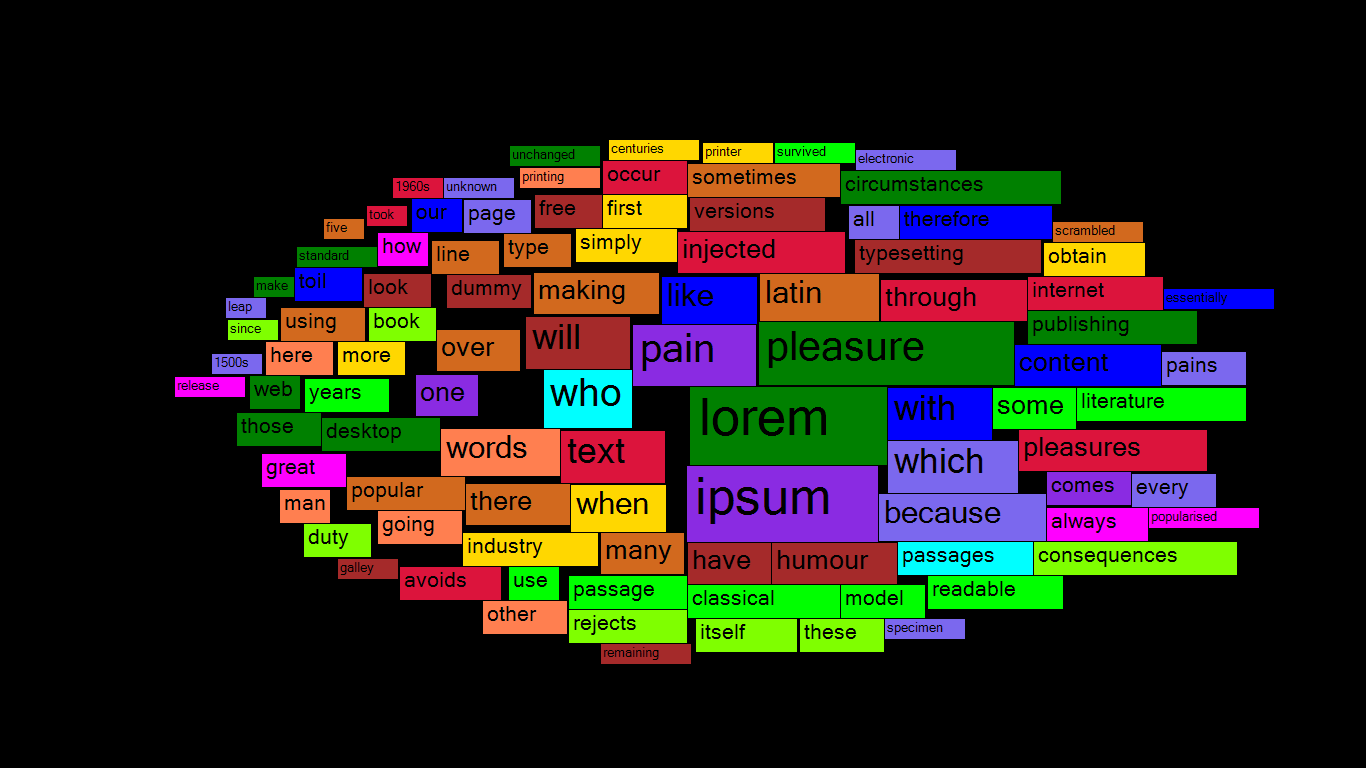 centuries
printer
survived
unchanged
electronic
printing
occur
sometimes
circumstances
1960s
unknown
free
first
versions
took
our
page
all
therefore
five
scrambled
how
line
type
simply
injected
typesetting
obtain
standard
make
toil
look
dummy
making
like
latin
through
internet
essentially
leap
since
using
book
will
pain
pleasure
publishing
1500s
here
more
over
content
pains
release
web
years
one
who
lorem
with
some
literature
those
desktop
words
text
which
pleasures
great
popular
there
when
ipsum
because
comes
every
man
going
always
popularised
duty
industry
many
have
humour
passages
consequences
galley
avoids
use
passage
classical
model
readable
other
rejects
itself
these
specimen
remaining